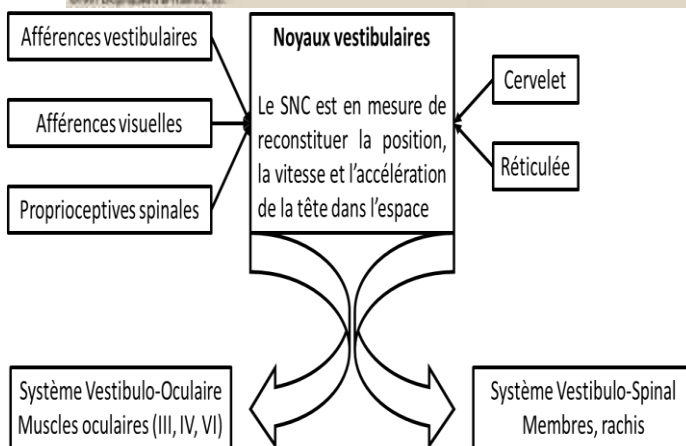 Afférences vestibulaires
Afférences visuelles
Proprioceptives spinales
Noyaux vestibulaires
Le SNC est en mesure de
reconstituer la position,
la vitesse et l’accélération
de la tête dans l’espace
Cervelet
Réticulée
Système Vestibulo-Oculaire
Muscles oculaires (III, IV, VI)
Système Vestibulo-Spinal
Membres, rachis